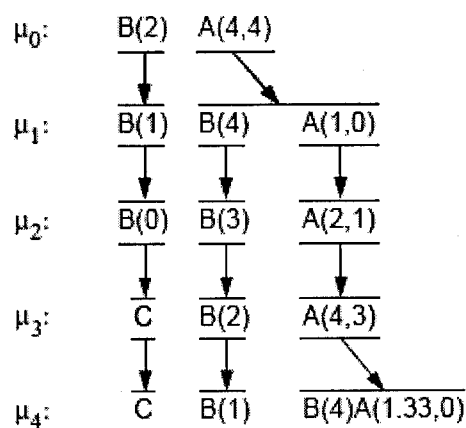 μ₀: B(2) A(4,4)
μ₁: B(1) B(4) A(1,0)
μ₂: B(0) B(3) A(2,1)
μ₃: C B(2) A(4,3)
μ₄: C B(1) B(4)A(1.33,0)